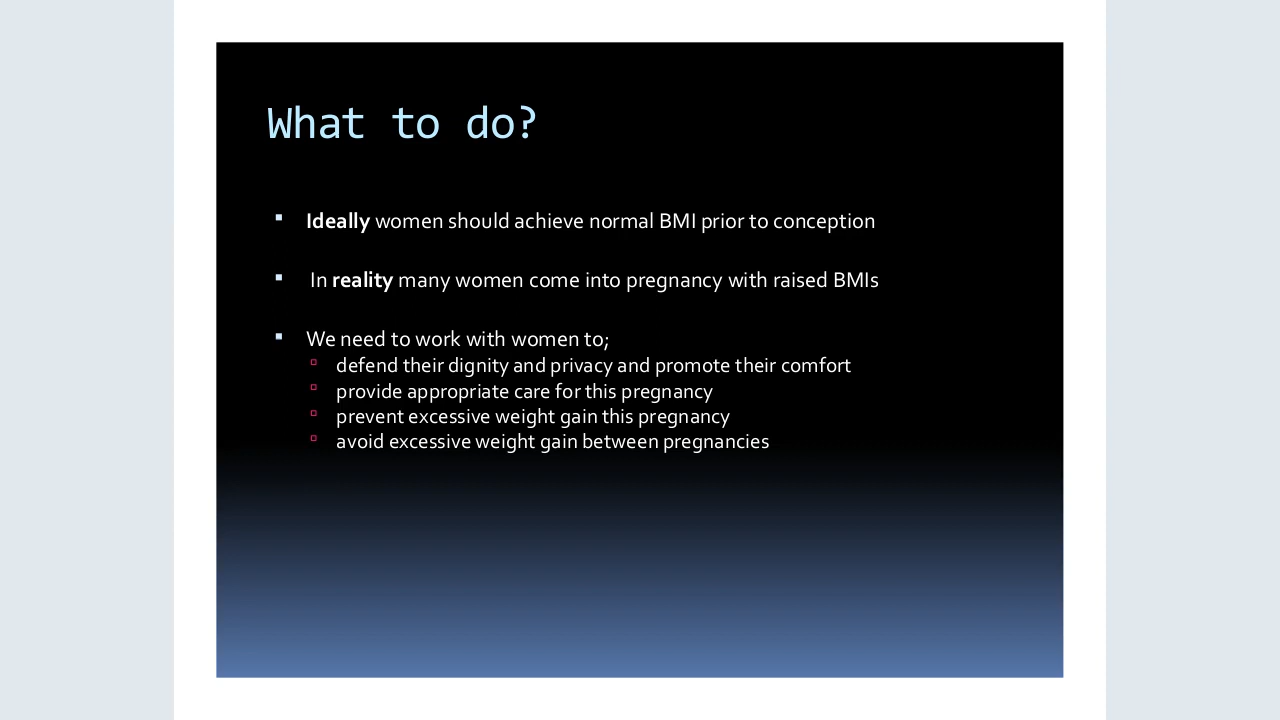 What to do?
Ideally women should achieve normal BMI prior to conception
In reality many women come into pregnancy with raised BMIs
We need to work with women to;
defend their dignity and privacy and promote their comfort
provide appropriate care for this pregnancy
prevent excessive weight gain this pregnancy
avoid excessive weight gain between pregnancies